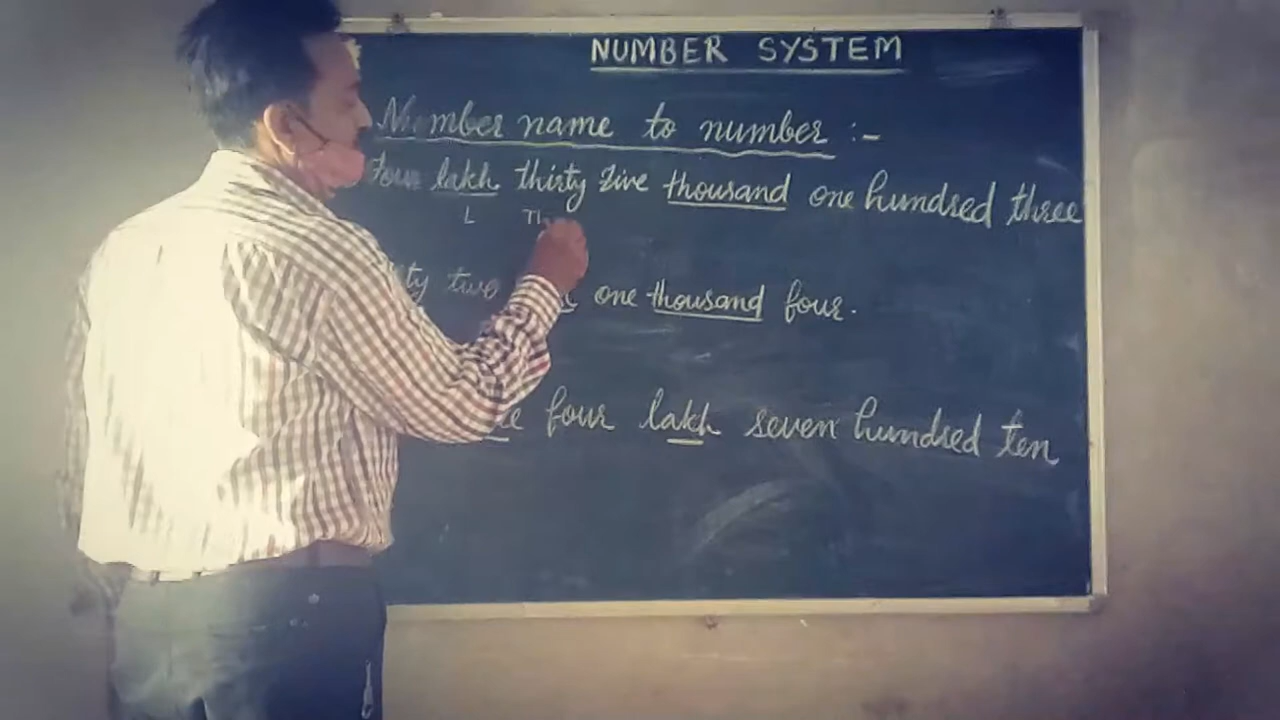 NUMBER SYSTEM
Number name to number :-
Four lakh thirty five thousand one hundred three
L Th
ty two one thousand four.
four lakh seven hundred ten